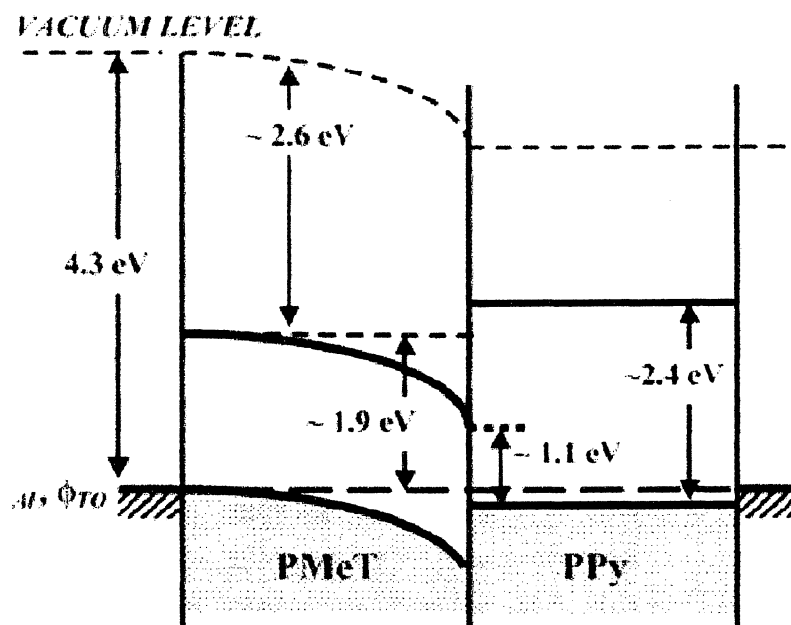 VACUUM LEVEL
~ 2.6 eV
4.3 eV
~2.4 eV
~ 1.9 eV
~ 1.1 eV
ϕTO
PMeT
PPy